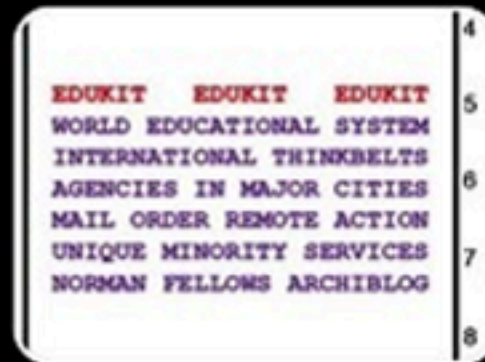 EDUKIT EDUKIT EDUKIT
WORLD EDUCATIONAL SYSTEM
INTERNATIONAL THINKBELTS
AGENCIES IN MAJOR CITIES
MAIL ORDER REMOTE ACTION
UNIQUE MINORITY SERVICES
NORMAN FELLOWS ARCHIBLOG
4
5
6
7
8